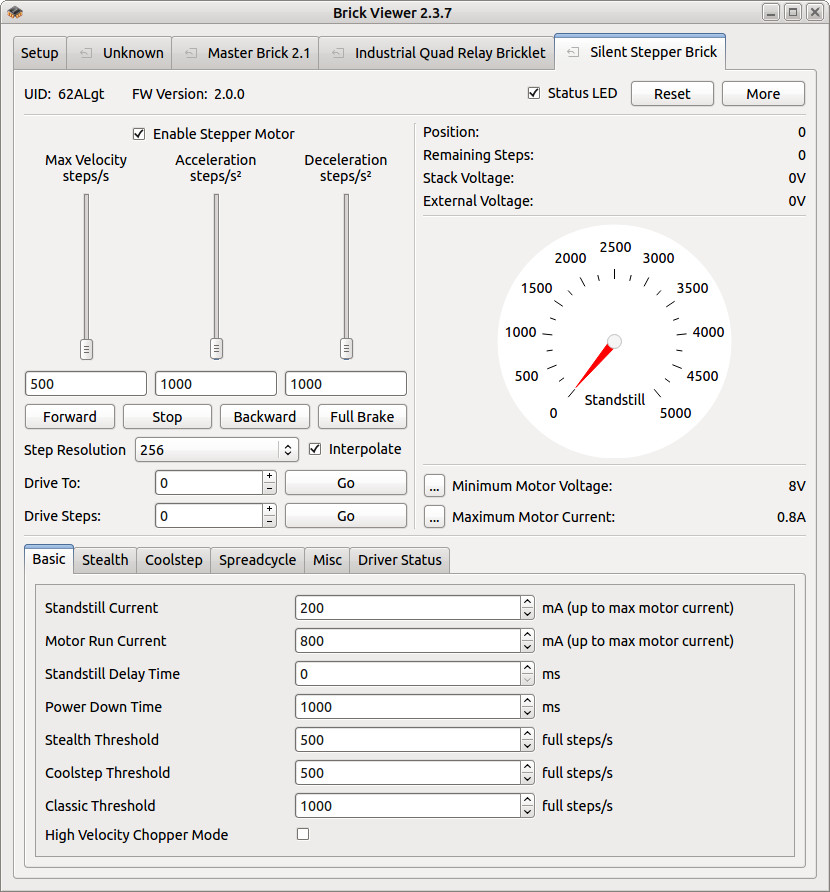 Brick Viewer 2.3.7
Setup Unknown Master Brick 2.1 Industrial Quad Relay Bricklet Silent Stepper Brick
UID: 62ALgt FW Version: 2.0.0 Status LED Reset More
Enable Stepper Motor
Max Velocity Acceleration Deceleration
steps/s steps/s² steps/s²
500 1000 1000
Forward Stop Backward Full Brake
Step Resolution 256 Interpolate
Drive To: 0 Go
Drive Steps: 0 Go
Position: 0
Remaining Steps: 0
Stack Voltage: 0V
External Voltage: 0V
0
500
1000
1500
2000
2500
3000
3500
4000
4500
5000
Standstill
... Minimum Motor Voltage: 8V
... Maximum Motor Current: 0.8A
Basic Stealth Coolstep Spreadcycle Misc Driver Status
Standstill Current 200 mA (up to max motor current)
Motor Run Current 800 mA (up to max motor current)
Standstill Delay Time 0 ms
Power Down Time 1000 ms
Stealth Threshold 500 full steps/s
Coolstep Threshold 500 full steps/s
Classic Threshold 1000 full steps/s
High Velocity Chopper Mode